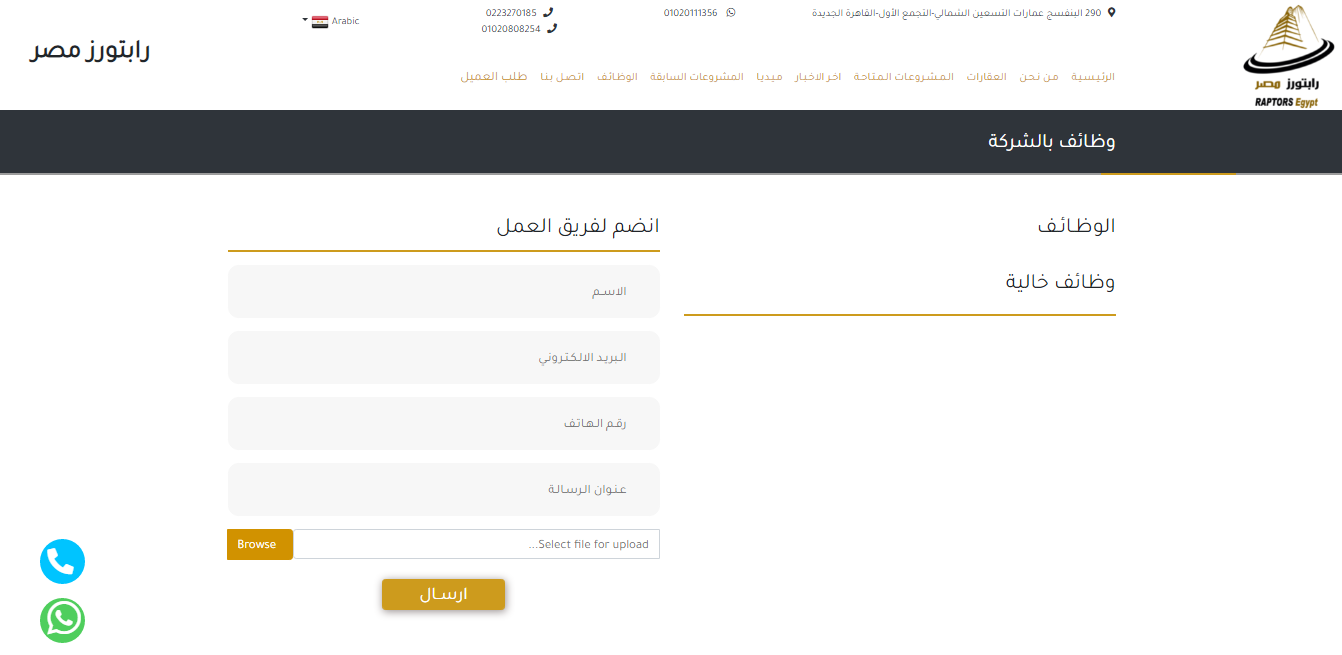 رابتورز مصر
RAPTORS Egypt
290 البنفسج عمارات التسعين الشمالي-التجمع الأول-القاهرة الجديدة
01020111356
0223270185
01020808254
Arabic
رابتورز مصر
الرئيسية من نحن العقارات المشروعات المتاحة اخر الاخبار ميديا المشروعات السابقة الوظائف اتصل بنا طلب العميل
وظائف بالشركة
الوظائف
وظائف خالية
انضم لفريق العمل
الاسم
البريد الالكتروني
رقم الهاتف
عنوان الرسالة
Select file for upload...
Browse
ارسال